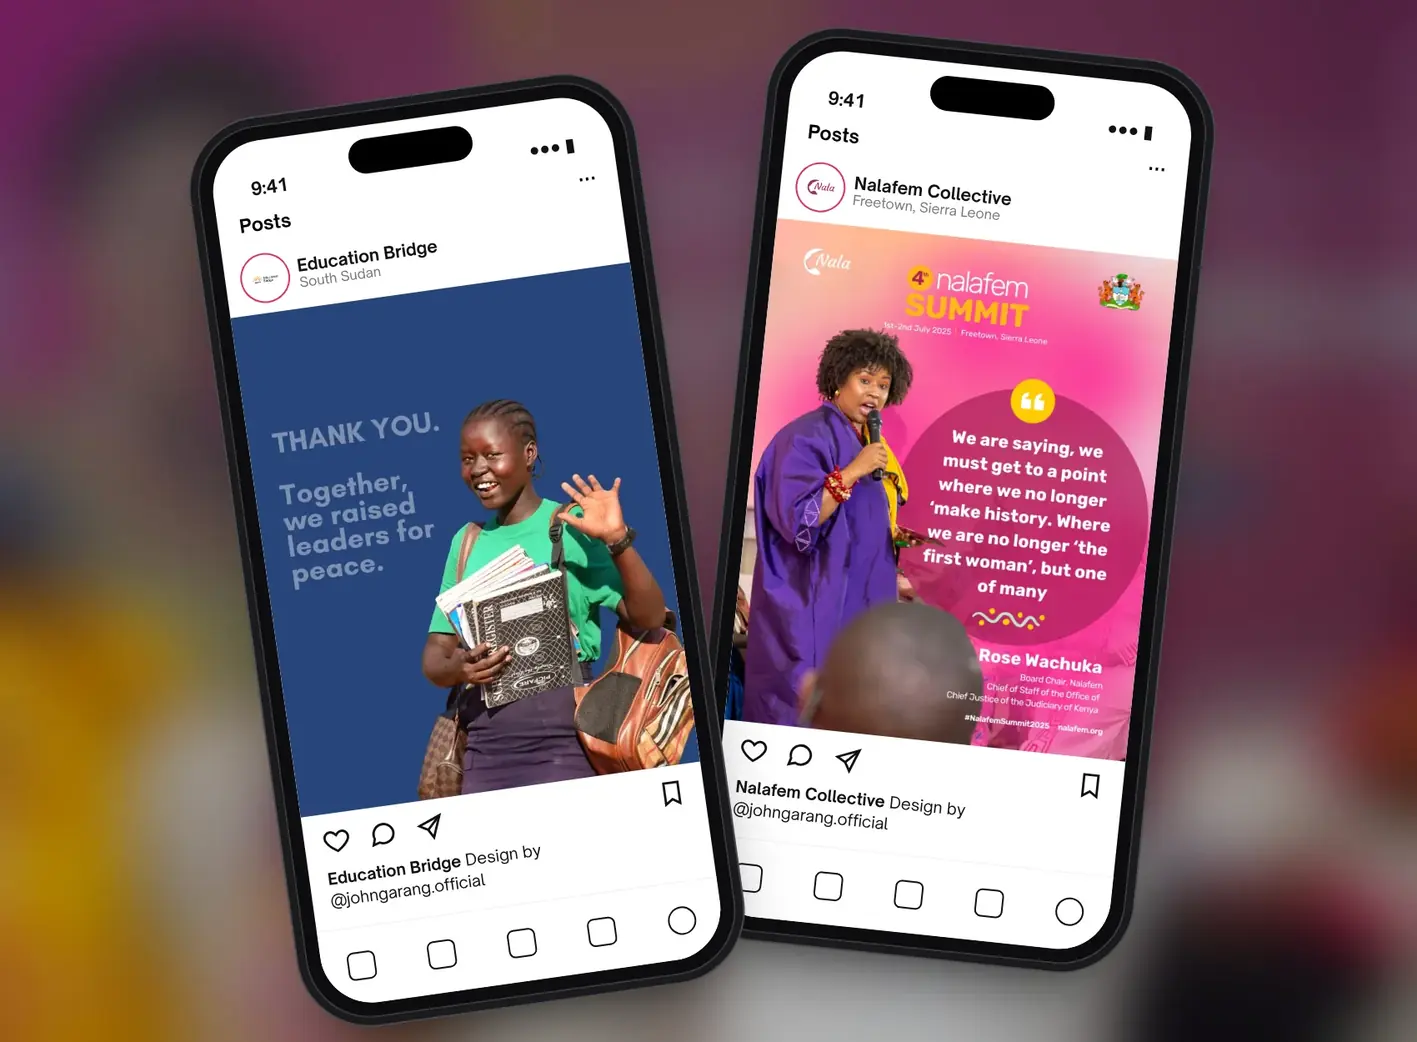 9:41
Posts
Education Bridge
South Sudan
THANK YOU.
Together,
we raised
leaders for
peace.
Education Bridge Design by
@johngarang.official
9:41
Posts
Nala
Nalafem Collective
Freetown, Sierra Leone
Nala
4th nalafem
SUMMIT
1st-2nd July 2025 | Freetown, Sierra Leone
We are saying, we
must get to a point
where we no longer
‘make history. Where
we are no longer ‘the
first woman’, but one
of many
Rose Wachuka
Board Chair, Nalafem
Chief of Staff of the Office of
Chief Justice of the Judiciary of Kenya
#NalafemSummit2025 nalafem.org
Nalafem Collective Design by
@johngarang.official